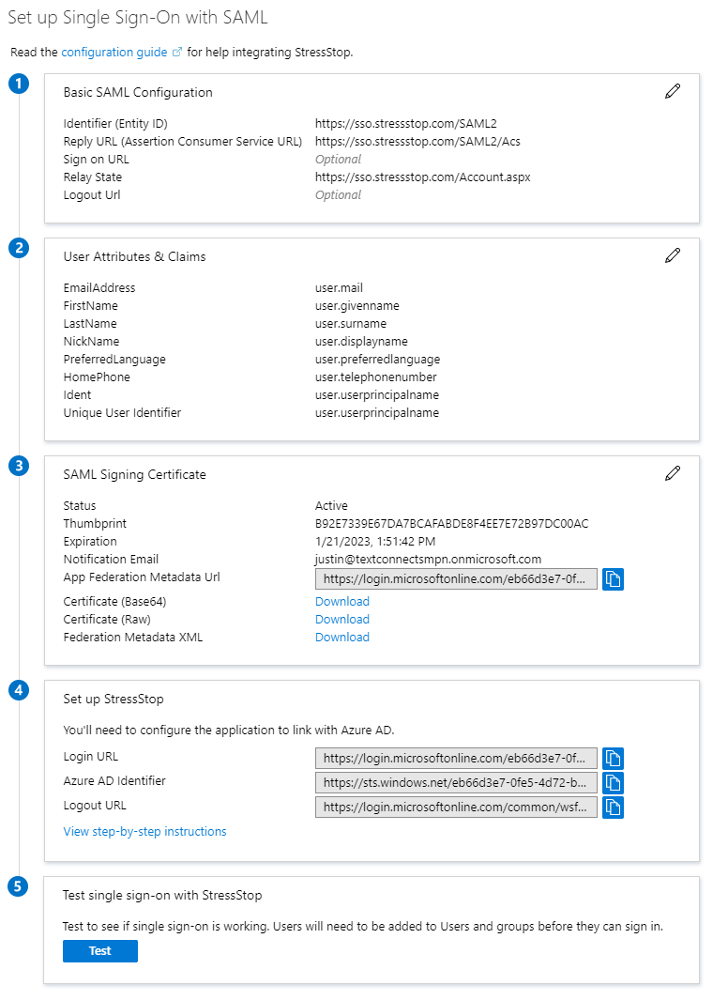 Set up Single Sign-On with SAML
Read the configuration guide for help integrating StressStop.
1
Basic SAML Configuration
Identifier (Entity ID) https://sso.stressstop.com/SAML2
Reply URL (Assertion Consumer Service URL) https://sso.stressstop.com/SAML2/Acs
Sign on URL Optional
Relay State https://sso.stressstop.com/Account.aspx
Logout Url Optional
2
User Attributes & Claims
EmailAddress user.mail
FirstName user.givenname
LastName user.surname
NickName user.displayname
PreferredLanguage user.preferredlanguage
HomePhone user.telephonenumber
Ident user.userprincipalname
Unique User Identifier user.userprincipalname
3
SAML Signing Certificate
Status Active
Thumbprint B92E7339E67DA7BCAFABDE8F4EE7E72B97DC00AC
Expiration 1/21/2023, 1:51:42 PM
Notification Email justin@textconnectsmpn.onmicrosoft.com
App Federation Metadata Url https://login.microsoftonline.com/eb66d3e7-0f...
Certificate (Base64) Download
Certificate (Raw) Download
Federation Metadata XML Download
4
Set up StressStop
You'll need to configure the application to link with Azure AD.
Login URL https://login.microsoftonline.com/eb66d3e7-0f...
Azure AD Identifier https://sts.windows.net/eb66d3e7-0fe5-4d72-b...
Logout URL https://login.microsoftonline.com/common/wsf...
View step-by-step instructions
5
Test single sign-on with StressStop
Test to see if single sign-on is working. Users will need to be added to Users and groups before they can sign in.
Test